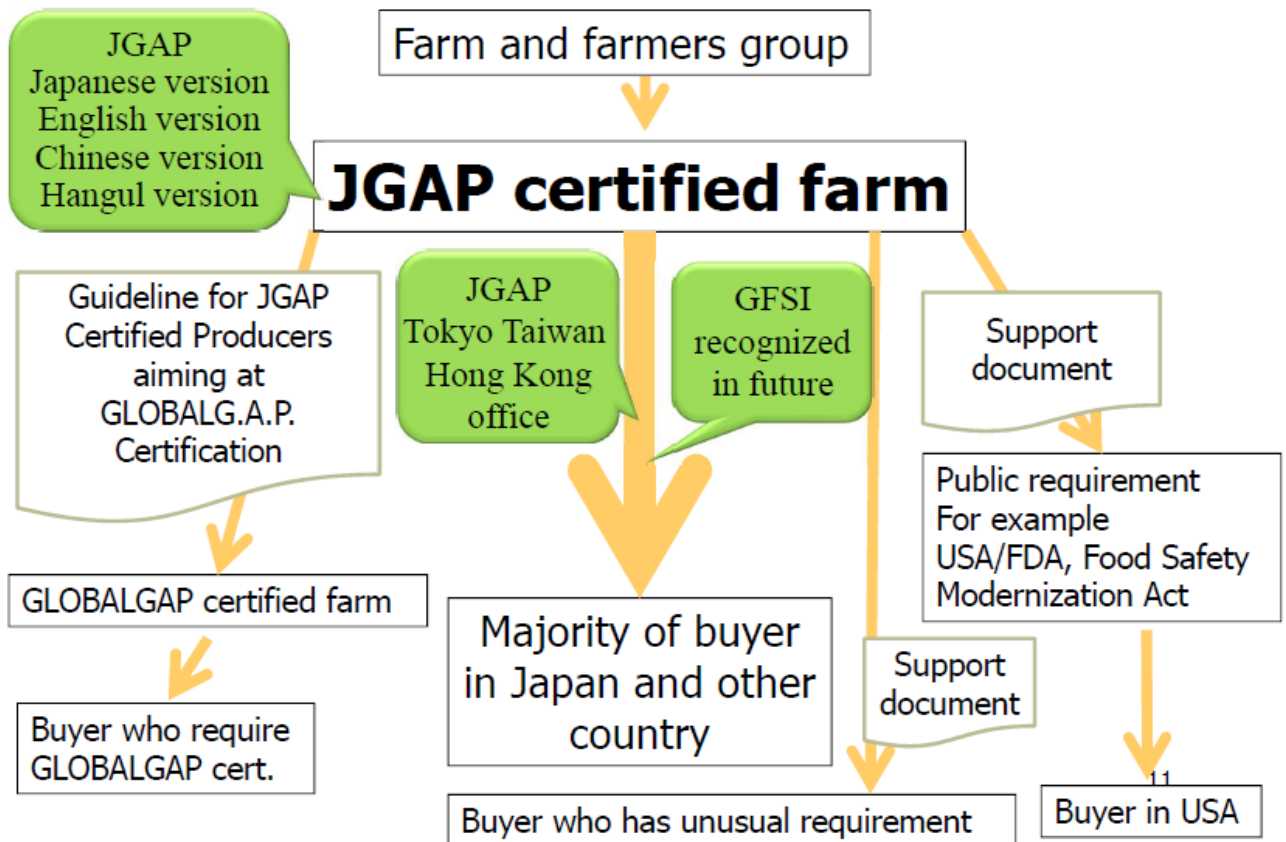 JGAP
Japanese version
English version
Chinese version
Hangul version
Farm and farmers group
JGAP certified farm
Guideline for JGAP
Certified Producers
aiming at
GLOBALG.A.P.
Certification
JGAP
Tokyo Taiwan
Hong Kong
office
GFSI
recognized
in future
Support
document
Public requirement
For example
USA/FDA, Food Safety
Modernization Act
GLOBALGAP certified farm
Majority of buyer
in Japan and other
country
Support
document
Buyer who require
GLOBALGAP cert.
11
Buyer in USA
Buyer who has unusual requirement